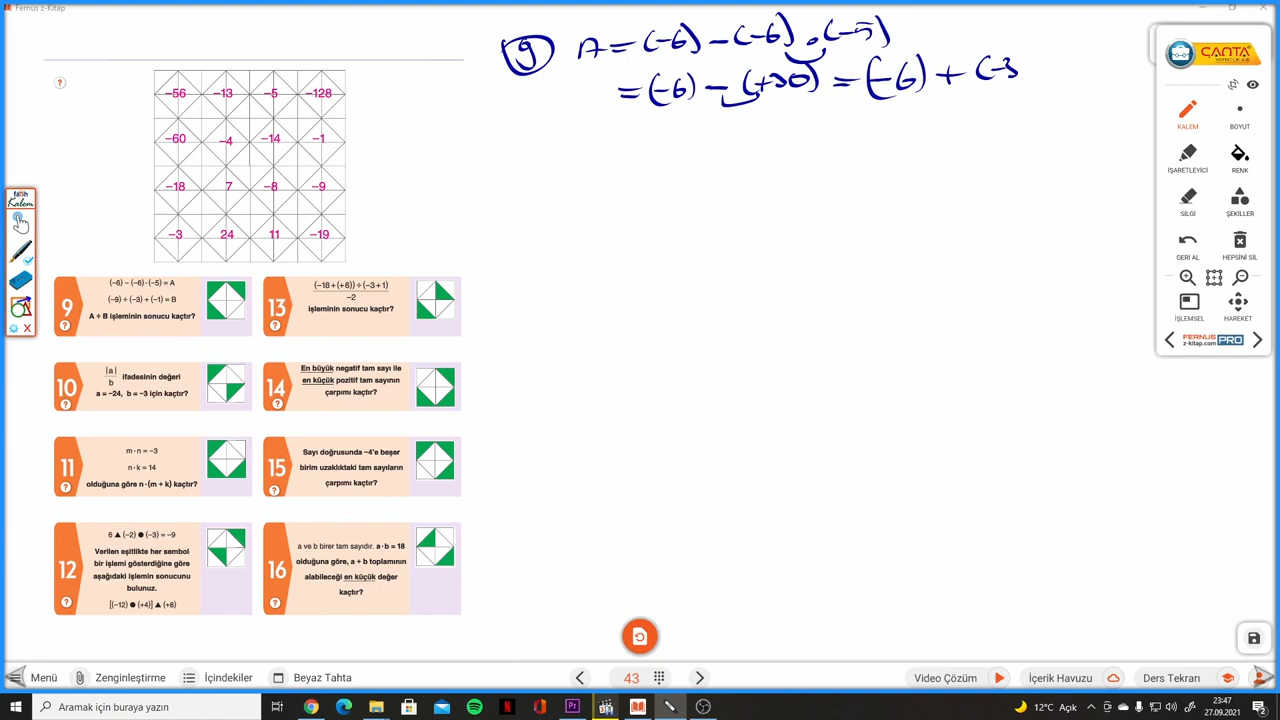 Fernus z-Kitap
9 A = (-6) - (-6) . (-5)
= (-6) - (+30) = (-6) + (-3
−56 −13 −5 −128
−60 −4 −14 −1
−18 7 −8 −9
−3 24 11 −19
9
(−6) − (−6)·(−5) = A
(−9) ÷ (−3) + (−1) = B
A ÷ B işleminin sonucu kaçtır?
13
(−18 + (+6)) ÷ (−3 + 1)
−2
işleminin sonucu kaçtır?
10
|a|
b
ifadesinin değeri
a = −24, b = −3 için kaçtır?
14
En büyük negatif tam sayı ile
en küçük pozitif tam sayının
çarpımı kaçtır?
11
m · n = −3
n · k = 14
olduğuna göre n·(m + k) kaçtır?
15
Sayı doğrusunda −4'e beşer
birim uzaklıktaki tam sayıların
çarpımı kaçtır?
12
6 ▲ (−2) ● (−3) = −9
Verilen eşitlikte her sembol
bir işlemi gösterdiğine göre
aşağıdaki işlemin sonucunu
bulunuz.
[(−12) ● (+4)] ▲ (+8)
16
a ve b birer tam sayıdır. a · b = 18
olduğuna göre, a + b toplamının
alabileceği en küçük değer
kaçtır?
fatih
Kalem
ÇANTA
YAYINCILIK
KALEM BOYUT
İŞARETLEYİCİ RENK
SİLGİ ŞEKİLLER
GERİ AL HEPSİNİ SİL
İŞLEMSEL HAREKET
FERNUS
z-kitap.com PRO
Menü Zenginleştirme İçindekiler Beyaz Tahta 43 Video Çözüm İçerik Havuzu Ders Tekrarı
Aramak için buraya yazın
12°C Açık
23:47
27.09.2021